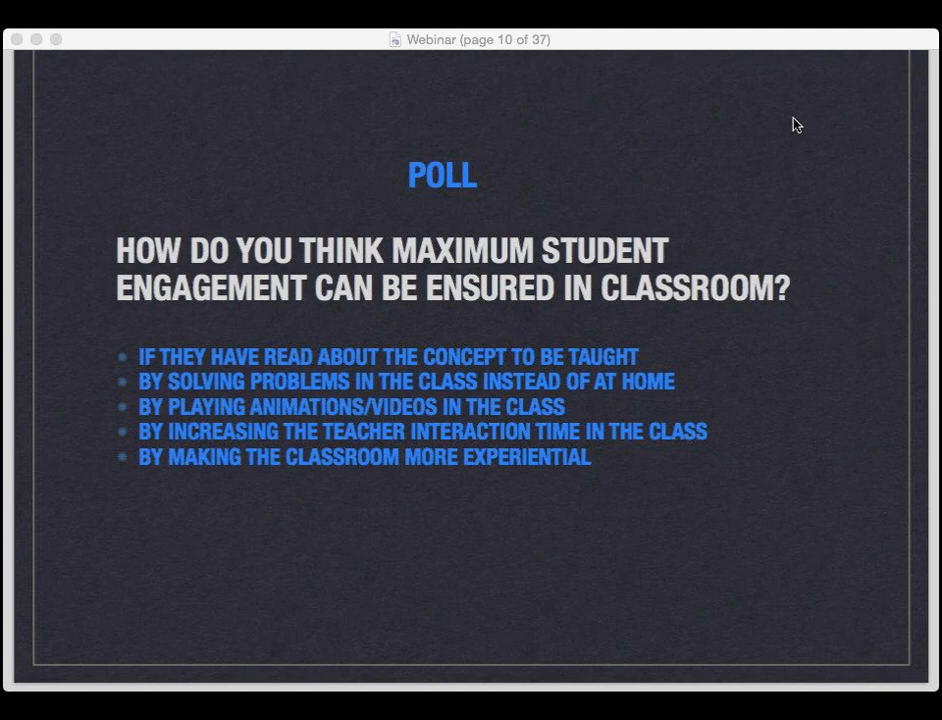 Webinar (page 10 of 37)
POLL
HOW DO YOU THINK MAXIMUM STUDENT
ENGAGEMENT CAN BE ENSURED IN CLASSROOM?
IF THEY HAVE READ ABOUT THE CONCEPT TO BE TAUGHT
BY SOLVING PROBLEMS IN THE CLASS INSTEAD OF AT HOME
BY PLAYING ANIMATIONS/VIDEOS IN THE CLASS
BY INCREASING THE TEACHER INTERACTION TIME IN THE CLASS
BY MAKING THE CLASSROOM MORE EXPERIENTIAL